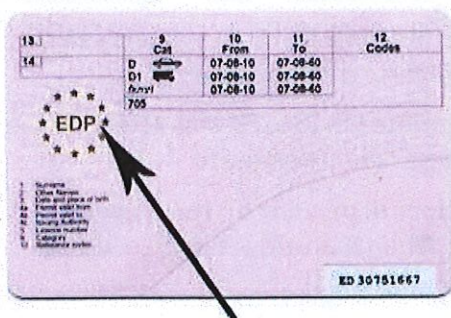 13.
9 10 11 12
Cat From To Codes
14.
D 07-08-10 07-08-60
D1 07-08-10 07-08-60
07-08-10 07-08-60
705
EDP
1 Surname
2 Other Names
3 Date and place of birth
4a Permit valid from
4b Permit valid to
4c Issuing Authority
5 Licence number
9 Category
12 Reference codes
ED 30751667